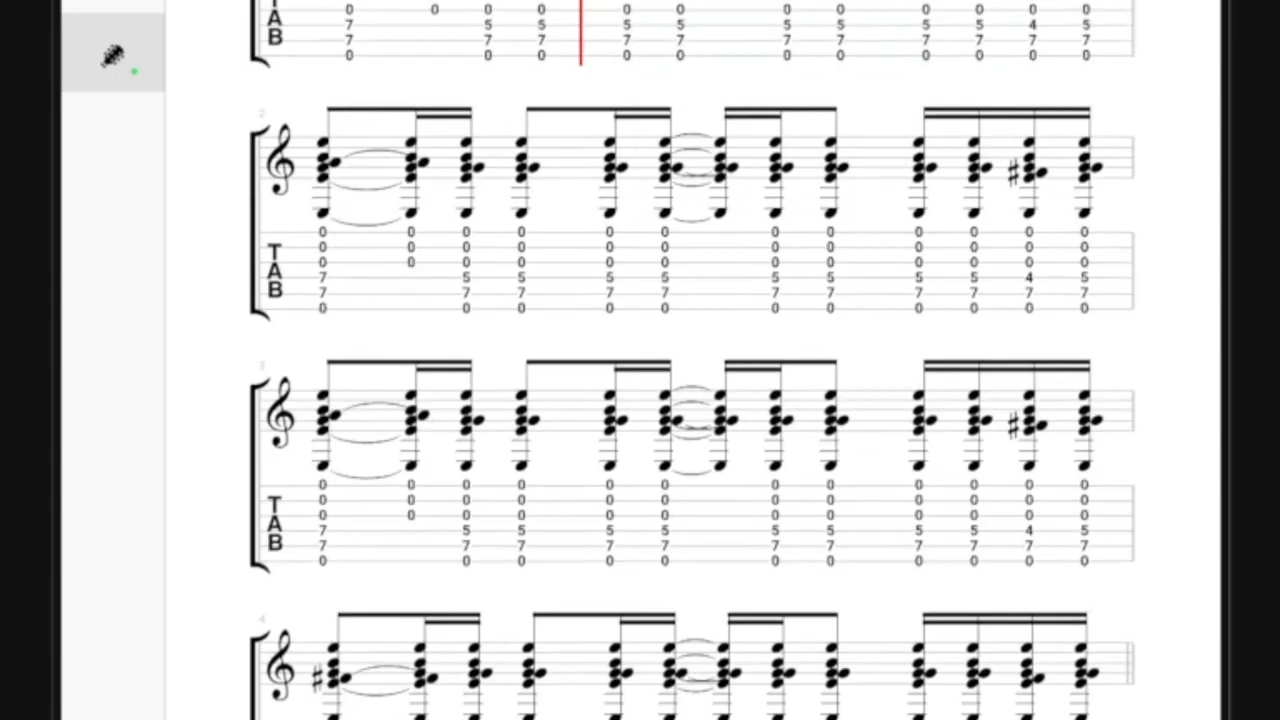 0 0 0 0 0 0 0 0 0 0 0 0
A 7 5 5 5 5 5 5 5 5 4 5
B 7 7 7 7 7 7 7 7 7 7 7
0 0 0 0 0 0 0 0 0 0 0
2
0 0 0 0 0 0 0 0 0 0 0 0
T 0 0 0 0 0 0 0 0 0 0 0 0
0 0 0 0 0 0 0 0 0 0 0 0
A 7 5 5 5 5 5 5 5 5 4 5
B 7 7 7 7 7 7 7 7 7 7 7
0 0 0 0 0 0 0 0 0 0 0
3
0 0 0 0 0 0 0 0 0 0 0 0
T 0 0 0 0 0 0 0 0 0 0 0 0
0 0 0 0 0 0 0 0 0 0 0 0
A 7 5 5 5 5 5 5 5 5 4 5
B 7 7 7 7 7 7 7 7 7 7 7
0 0 0 0 0 0 0 0 0 0 0
4